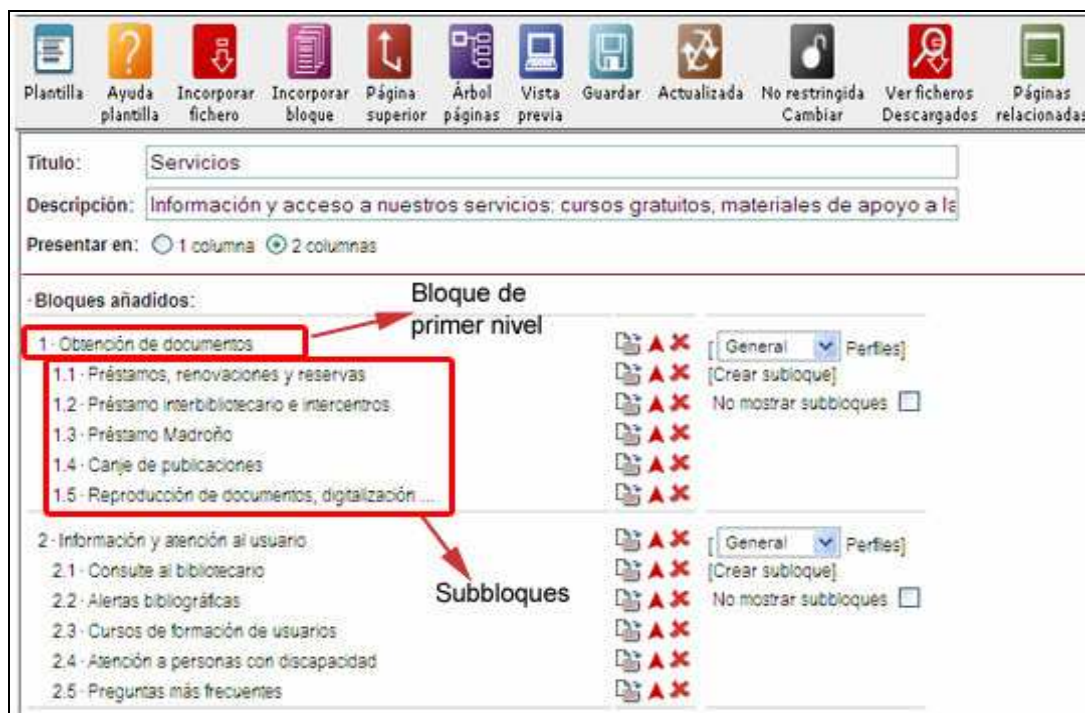 Plantilla Ayuda plantilla Incorporar fichero Incorporar bloque Página superior Árbol páginas Vista previa Guardar Actualizada No restringida Cambiar Ver ficheros Descargados Páginas relacionadas
Título: Servicios
Descripción: Información y acceso a nuestros servicios: cursos gratuitos, materiales de apoyo a la
Presentar en: 1 columna 2 columnas
·Bloques añadidos:
Bloque de
primer nivel
1 · Obtención de documentos [ General Perfiles]
1.1 · Préstamos, renovaciones y reservas [Crear subloque]
1.2 · Préstamo interbibliotecario e intercentros No mostrar subbloques
1.3 · Préstamo Madroño
1.4 · Canje de publicaciones
1.5 · Reproducción de documentos, digitalización ...
2 · Información y atención al usuario [ General Perfiles]
2.1 · Consulte al bibliotecario [Crear subloque]
Subbloques
2.2 · Alertas bibliográficas No mostrar subbloques
2.3 · Cursos de formación de usuarios
2.4 · Atención a personas con discapacidad
2.5 · Preguntas más frecuentes